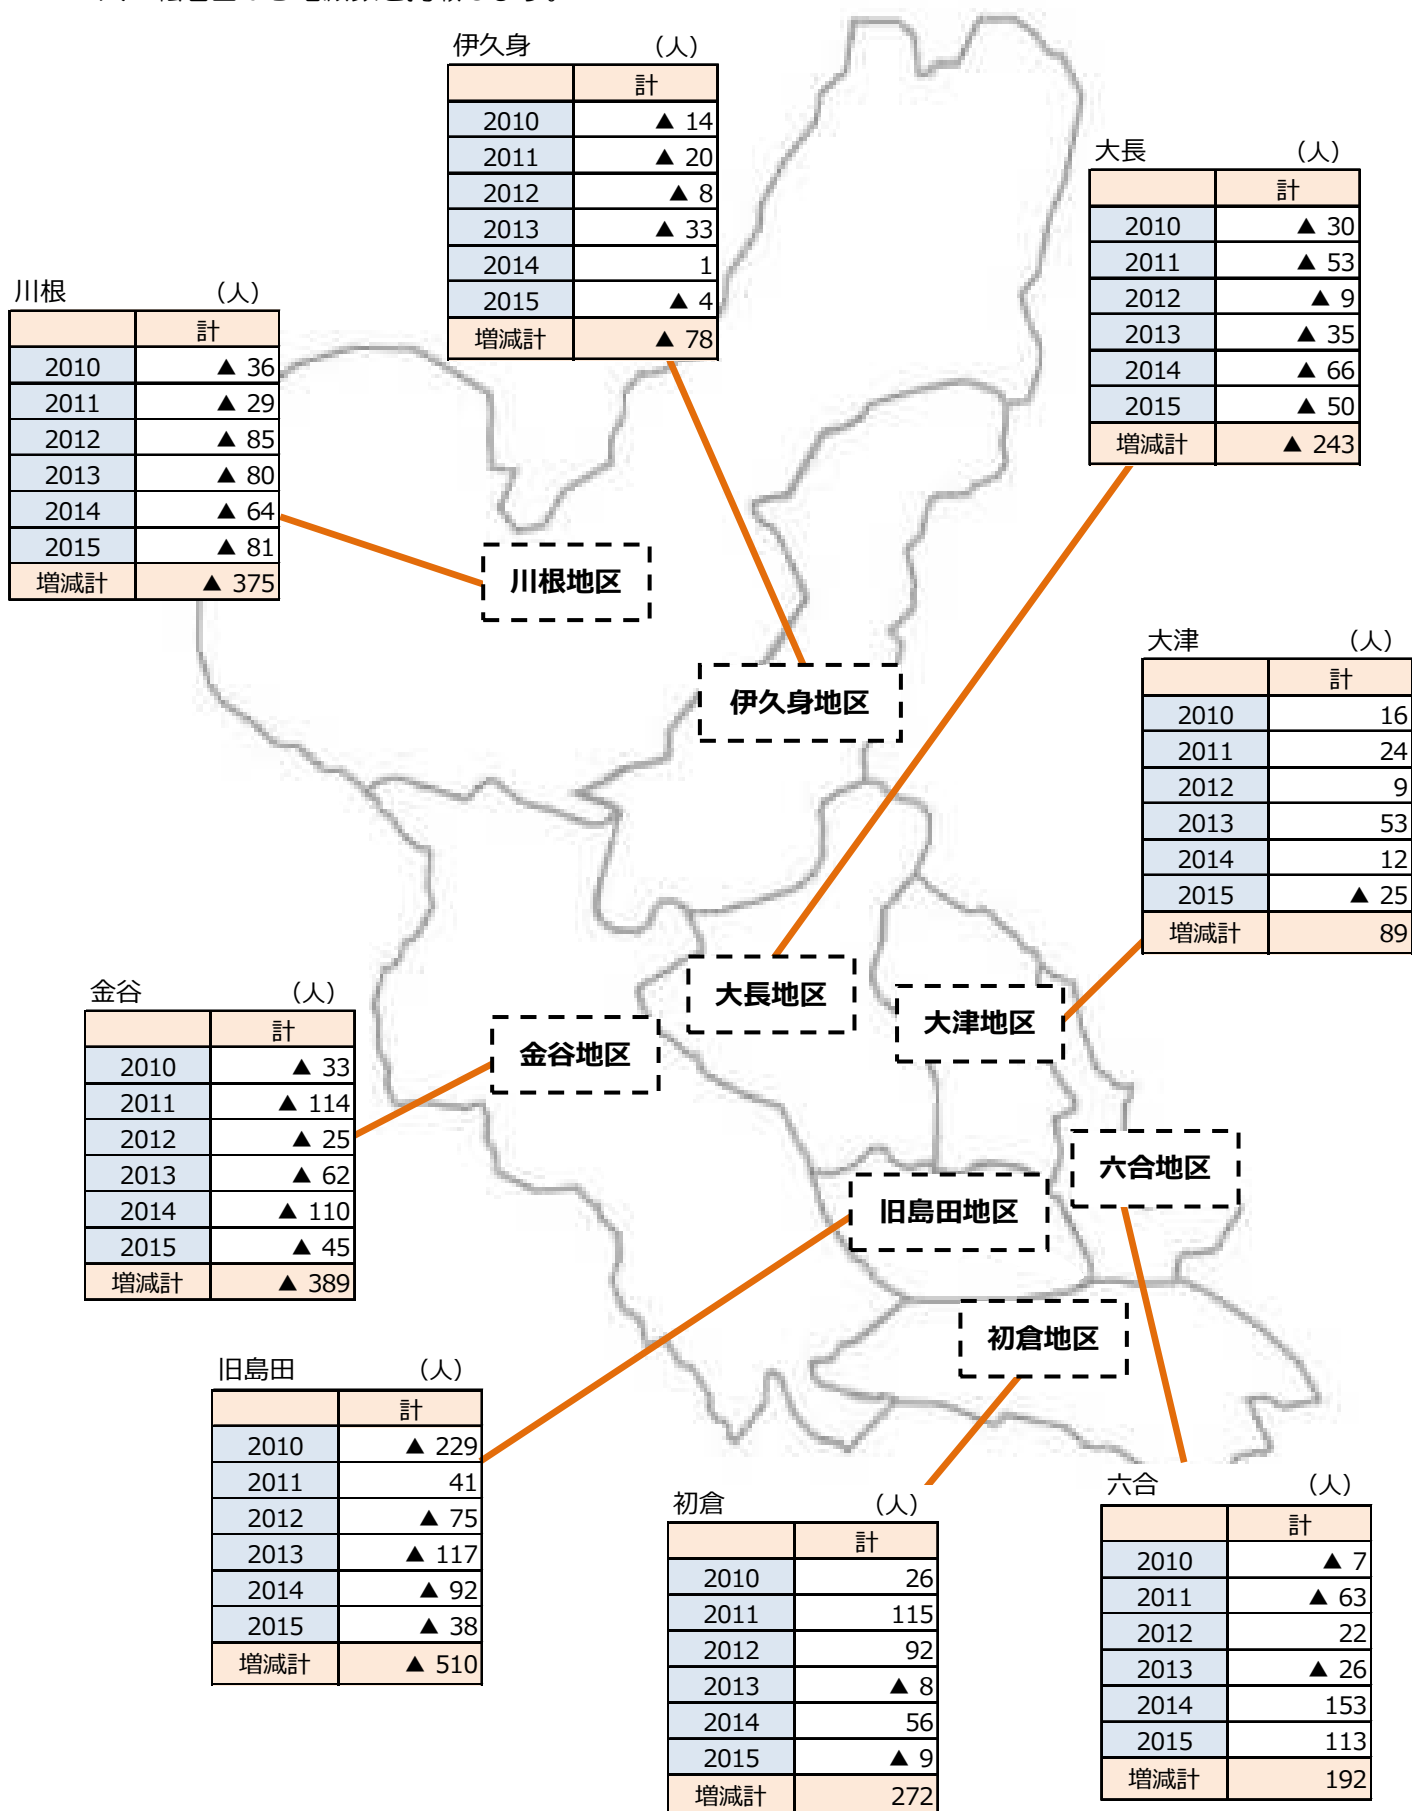 伊久身 （人）
計
2010 ▲ 14
2011 ▲ 20
2012 ▲ 8
2013 ▲ 33
2014 1
2015 ▲ 4
増減計 ▲ 78
大長 （人）
計
2010 ▲ 30
2011 ▲ 53
2012 ▲ 9
2013 ▲ 35
2014 ▲ 66
2015 ▲ 50
増減計 ▲ 243
川根 （人）
計
2010 ▲ 36
2011 ▲ 29
2012 ▲ 85
2013 ▲ 80
2014 ▲ 64
2015 ▲ 81
増減計 ▲ 375
川根地区
伊久身地区
大津 （人）
計
2010 16
2011 24
2012 9
2013 53
2014 12
2015 ▲ 25
増減計 89
大長地区
大津地区
金谷地区
金谷 （人）
計
2010 ▲ 33
2011 ▲ 114
2012 ▲ 25
2013 ▲ 62
2014 ▲ 110
2015 ▲ 45
増減計 ▲ 389
六合地区
旧島田地区
初倉地区
旧島田 （人）
計
2010 ▲ 229
2011 41
2012 ▲ 75
2013 ▲ 117
2014 ▲ 92
2015 ▲ 38
増減計 ▲ 510
初倉 （人）
計
2010 26
2011 115
2012 92
2013 ▲ 8
2014 56
2015 ▲ 9
増減計 272
六合 （人）
計
2010 ▲ 7
2011 ▲ 63
2012 22
2013 ▲ 26
2014 153
2015 113
増減計 192